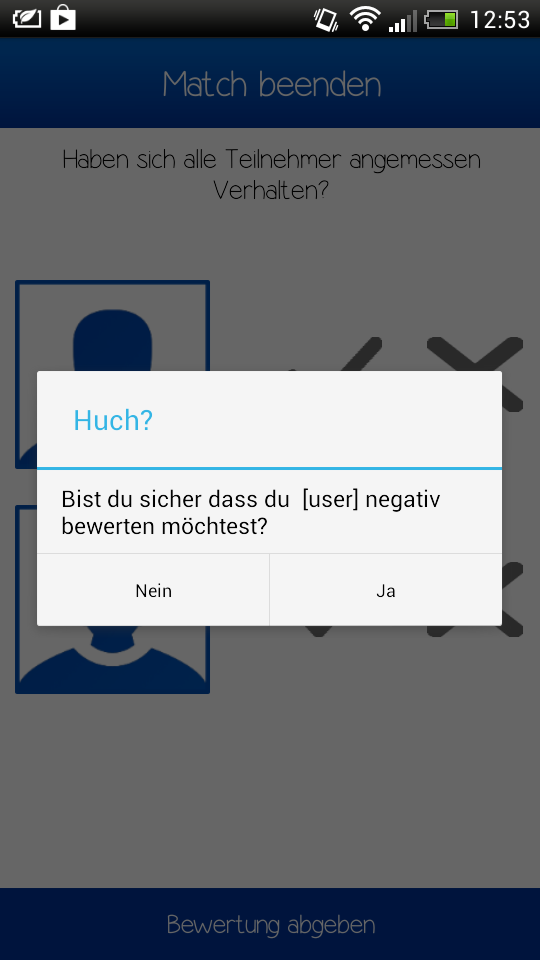 12:53
Match beenden
Haben sich alle Teilnehmer angemessen
Verhalten?
Huch?
Bist du sicher dass du  [user] negativ
bewerten möchtest?
Nein
Ja
Bewertung abgeben